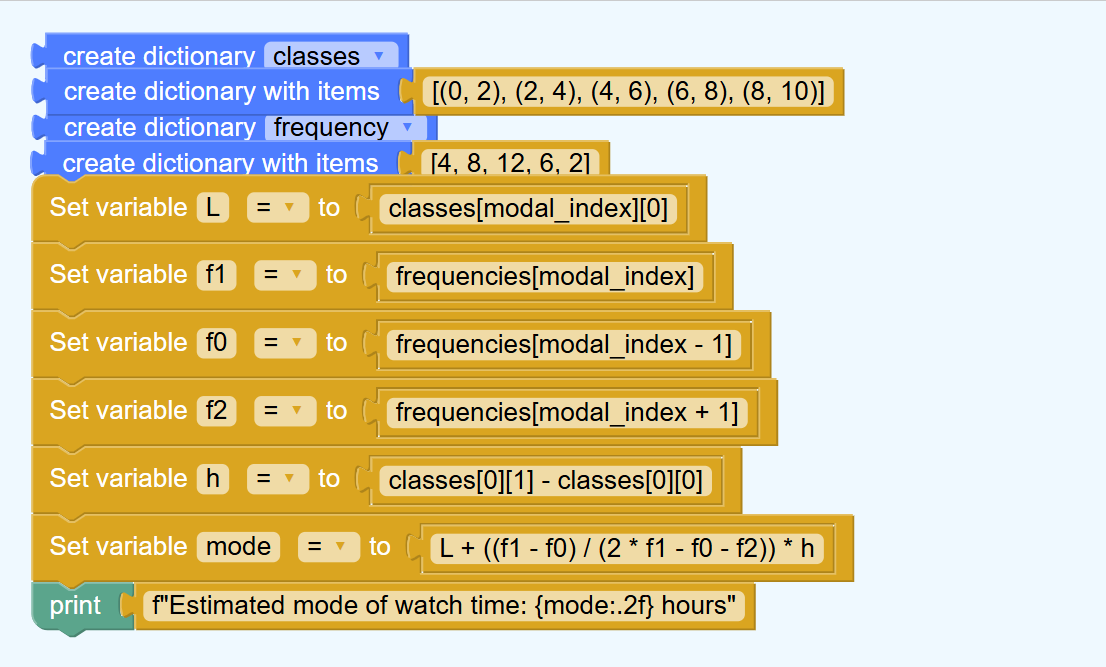 create dictionary classes
create dictionary with items [(0, 2), (2, 4), (4, 6), (6, 8), (8, 10)]
create dictionary frequency
create dictionary with items [4, 8, 12, 6, 2]
Set variable L = to classes[modal_index][0]
Set variable f1 = to frequencies[modal_index]
Set variable f0 = to frequencies[modal_index - 1]
Set variable f2 = to frequencies[modal_index + 1]
Set variable h = to classes[0][1] - classes[0][0]
Set variable mode = to L + ((f1 - f0) / (2 * f1 - f0 - f2)) * h
print f"Estimated mode of watch time: {mode:.2f} hours"